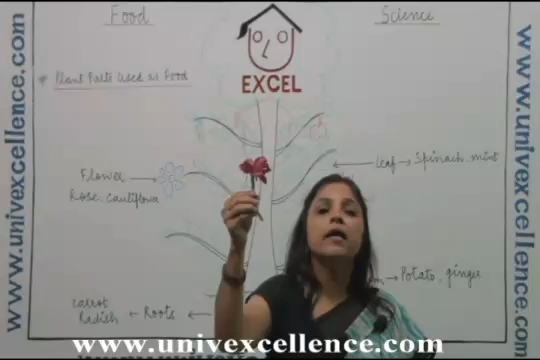 Food
Science
EXCEL
* Plant Parts Used as Food
Flower
Rose, Cauliflower
leaf → Spinach, mint
→ Potato, ginger
Carrot
Radish ← Roots ←
www.univexcellence.com
www.univexcellence.com
www.univexcellence.com